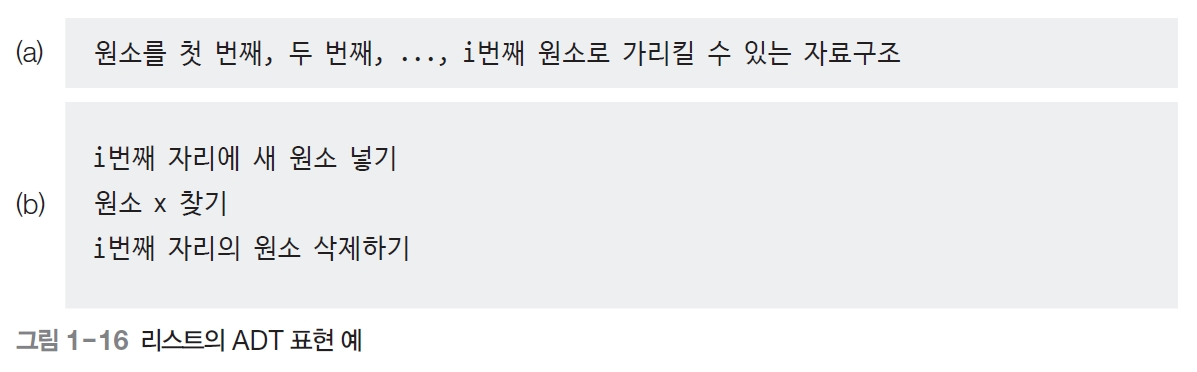 (a) 원소를 첫 번째, 두 번째, ..., i번째 원소로 가리킬 수 있는 자료구조
i번째 자리에 새 원소 넣기
(b) 원소 x 찾기
i번째 자리의 원소 삭제하기
그림 1-16 리스트의 ADT 표현 예